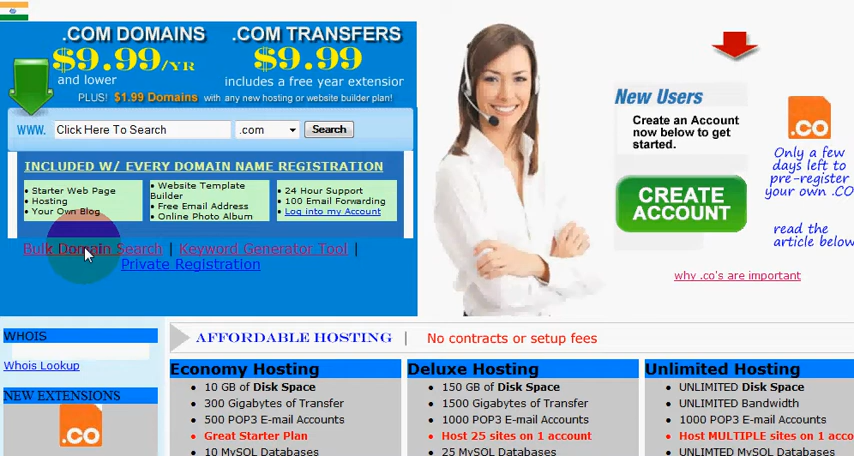 .COM DOMAINS
$9.99/YR
and lower
.COM TRANSFERS
$9.99
includes a free year extension
PLUS! $1.99 Domains with any new hosting or website builder plan!
WWW. Click Here To Search .com Search
INCLUDED W/ EVERY DOMAIN NAME REGISTRATION
• Starter Web Page
• Hosting
• Your Own Blog
• Website Template
Builder
• Free Email Address
• Online Photo Album
• 24 Hour Support
• 100 Email Forwarding
• Log into my Account
Bulk Domain Search | Keyword Generator Tool |
Private Registration
New Users
Create an Account
now below to get
started.
CREATE
ACCOUNT
why .co's are important
.CO
Only a few
days left to
pre-register
your own .CO
read the
article below
WHOIS
Whois Lookup
NEW EXTENSIONS
.CO
AFFORDABLE HOSTING | No contracts or setup fees
Economy Hosting
• 10 GB of Disk Space
• 300 Gigabytes of Transfer
• 500 POP3 E-mail Accounts
• Great Starter Plan
• 10 MySQL Databases
Deluxe Hosting
• 150 GB of Disk Space
• 1500 Gigabytes of Transfer
• 1000 POP3 E-mail Accounts
• Host 25 sites on 1 account
• 25 MySQL Databases
Unlimited Hosting
• UNLIMITED Disk Space
• UNLIMITED Bandwidth
• 1000 POP3 E-mail Accounts
• Host MULTIPLE sites on 1
• UNLIMITED MySQL Databases